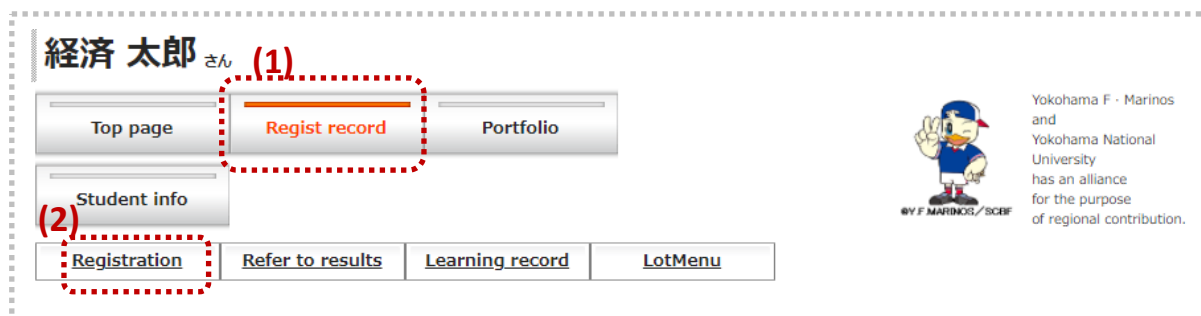 経済 太郎 さん
(1)
Top page
Regist record
Portfolio
Student info
(2)
Registration
Refer to results
Learning record
LotMenu
Yokohama F · Marinos
and
Yokohama National
University
has an alliance
for the purpose
of regional contribution.
©Y.F.MARINOS/SCBF